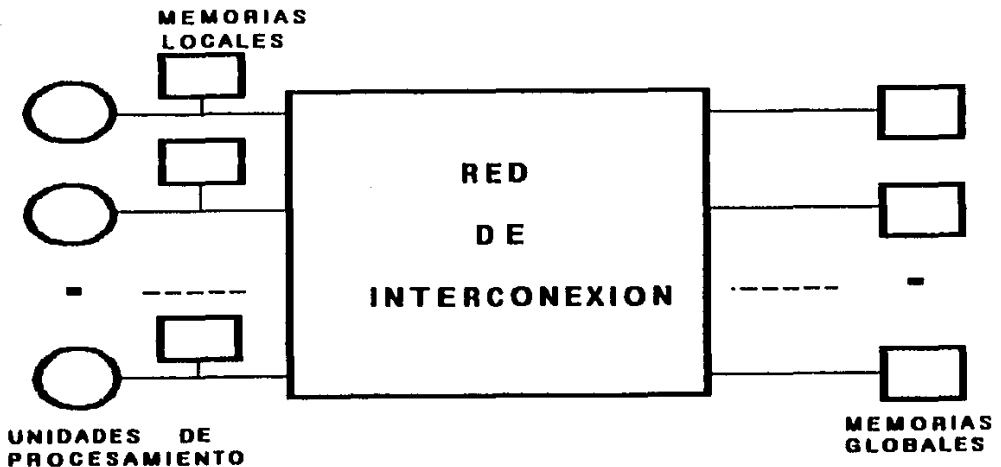 MEMORIAS
LOCALES
RED
DE
INTERCONEXION
UNIDADES DE
PROCESAMIENTO
MEMORIAS
GLOBALES